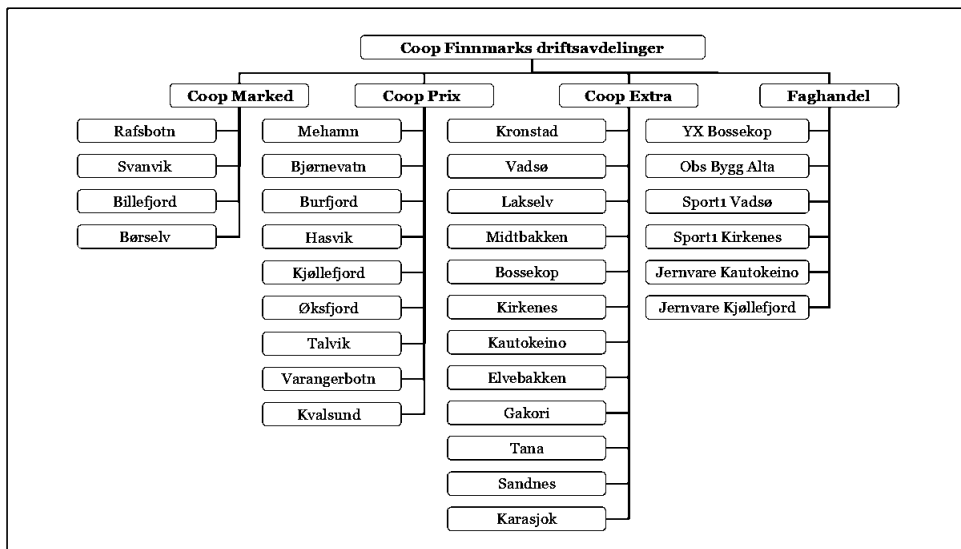 Coop Finnmarks driftsavdelinger
Coop Marked
Rafsbotn
Svanvik
Billefjord
Børselv
Coop Prix
Mehamn
Bjørnevatn
Burfjord
Hasvik
Kjøllefjord
Øksfjord
Talvik
Varangerbotn
Kvalsund
Coop Extra
Kronstad
Vadsø
Lakselv
Midtbakken
Bossekop
Kirkenes
Kautokeino
Elvebakken
Gakori
Tana
Sandnes
Karasjok
Faghandel
YX Bossekop
Obs Bygg Alta
Sport1 Vadsø
Sport1 Kirkenes
Jernvare Kautokeino
Jernvare Kjøllefjord